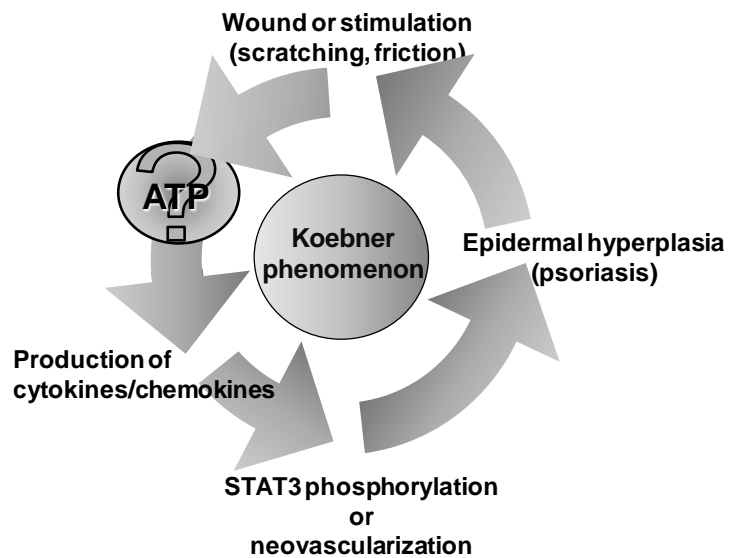 Wound or stimulation
(scratching, friction)
?
ATP
Koebner
phenomenon
Epidermal hyperplasia
(psoriasis)
Production of
cytokines/chemokines
STAT3 phosphorylation
or
neovascularization